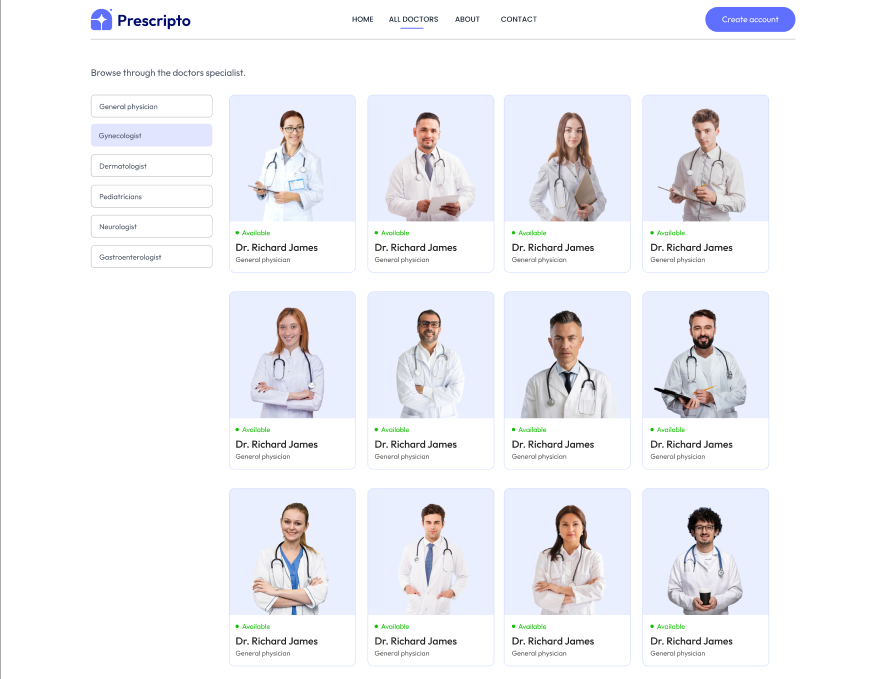 Prescripto
HOME ALL DOCTORS ABOUT CONTACT
Create account
Browse through the doctors specialist.
General physician
Gynecologist
Dermatologist
Pediatricians
Neurologist
Gastroenterologist
Available
Dr. Richard James
General physician
Available
Dr. Richard James
General physician
Available
Dr. Richard James
General physician
Available
Dr. Richard James
General physician
Available
Dr. Richard James
General physician
Available
Dr. Richard James
General physician
Available
Dr. Richard James
General physician
Available
Dr. Richard James
General physician
Available
Dr. Richard James
General physician
Available
Dr. Richard James
General physician
Available
Dr. Richard James
General physician
Available
Dr. Richard James
General physician